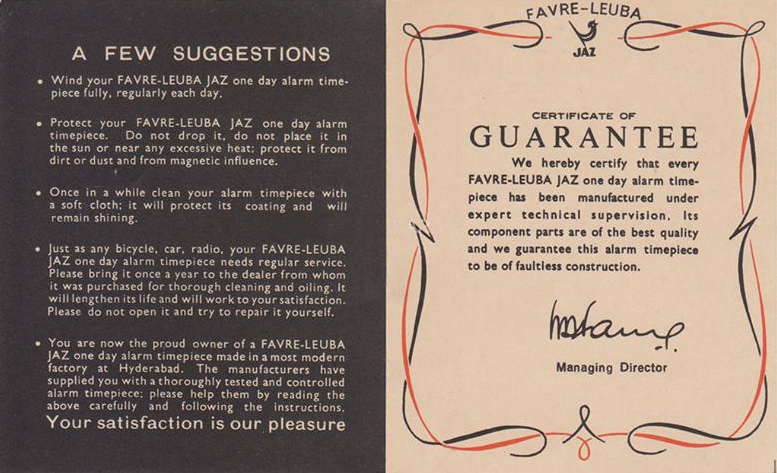 A FEW SUGGESTIONS
• Wind your FAVRE-LEUBA JAZ one day alarm time-
piece fully, regularly each day.
• Protect your FAVRE-LEUBA JAZ one day alarm
timepiece. Do not drop it, do not place it in
the sun or near any excessive heat; protect it from
dirt or dust and from magnetic influence.
• Once in a while clean your alarm timepiece with
a soft cloth; it will protect its coating and will
remain shining.
• Just as any bicycle, car, radio, your FAVRE-LEUBA
JAZ one day alarm timepiece needs regular service.
Please bring it once a year to the dealer from whom
it was purchased for thorough cleaning and oiling. It
will lengthen its life and will work to your satisfaction.
Please do not open it and try to repair it yourself.
• You are now the proud owner of a FAVRE-LEUBA
JAZ one day alarm timepiece made in a most modern
factory at Hyderabad. The manufacturers have
supplied you with a thoroughly tested and controlled
alarm timepiece; please help them by reading the
above carefully and following the instructions.
Your satisfaction is our pleasure
FAVRE-LEUBA
JAZ
CERTIFICATE OF
GUARANTEE
We hereby certify that every
FAVRE-LEUBA JAZ one day alarm time-
piece has been manufactured under
expert technical supervision. Its
component parts are of the best quality
and we guarantee this alarm timepiece
to be of faultless construction.
Managing Director